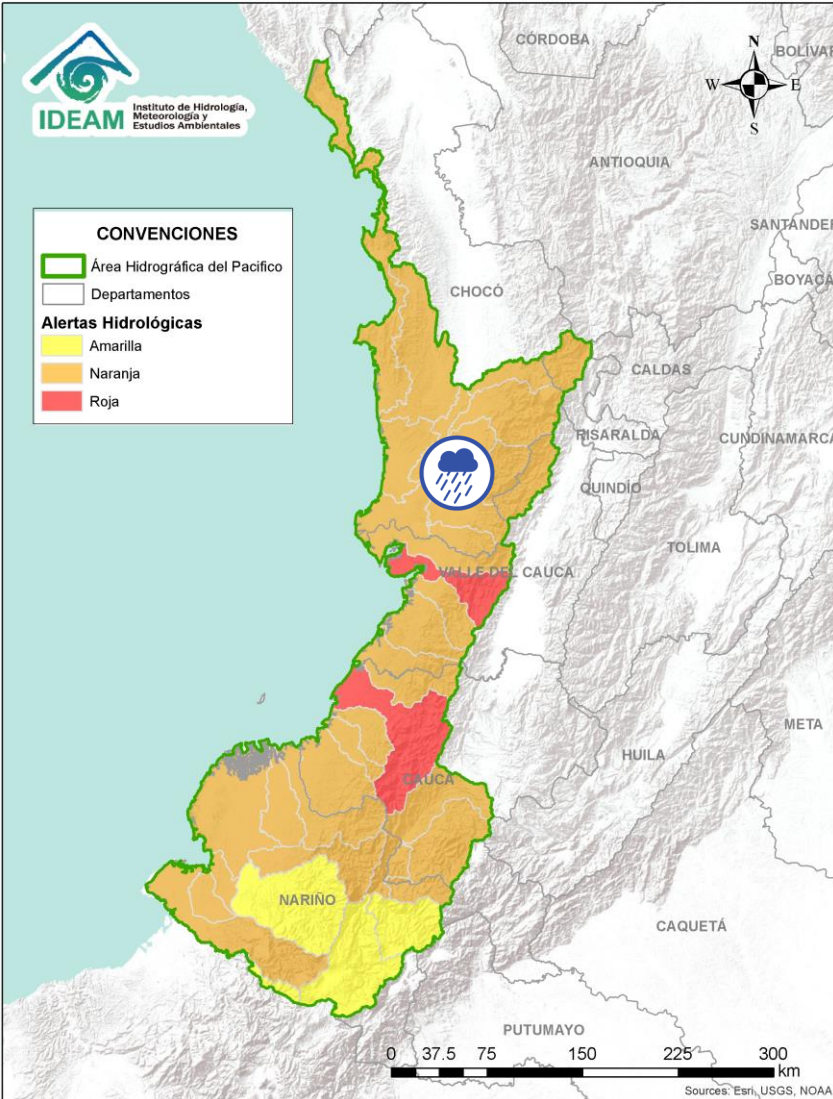 IDEAM
Instituto de Hidrología,
Meteorología y
Estudios Ambientales
CONVENCIONES
Área Hidrográfica del Pacifico
Departamentos
Alertas Hidrológicas
Amarilla
Naranja
Roja
N
W
E
S
CÓRDOBA
BOLÍVAR
ANTIOQUIA
SANTANDER
BOYACÁ
CHOCÓ
CALDAS
RISARALDA
CUNDINAMARCA
QUINDÍO
TOLIMA
VALLE DEL CAUCA
META
HUILA
CAUCA
NARIÑO
CAQUETÁ
PUTUMAYO
0 37.5 75 150 225 300
km
Sources: Esri, USGS, NOAA